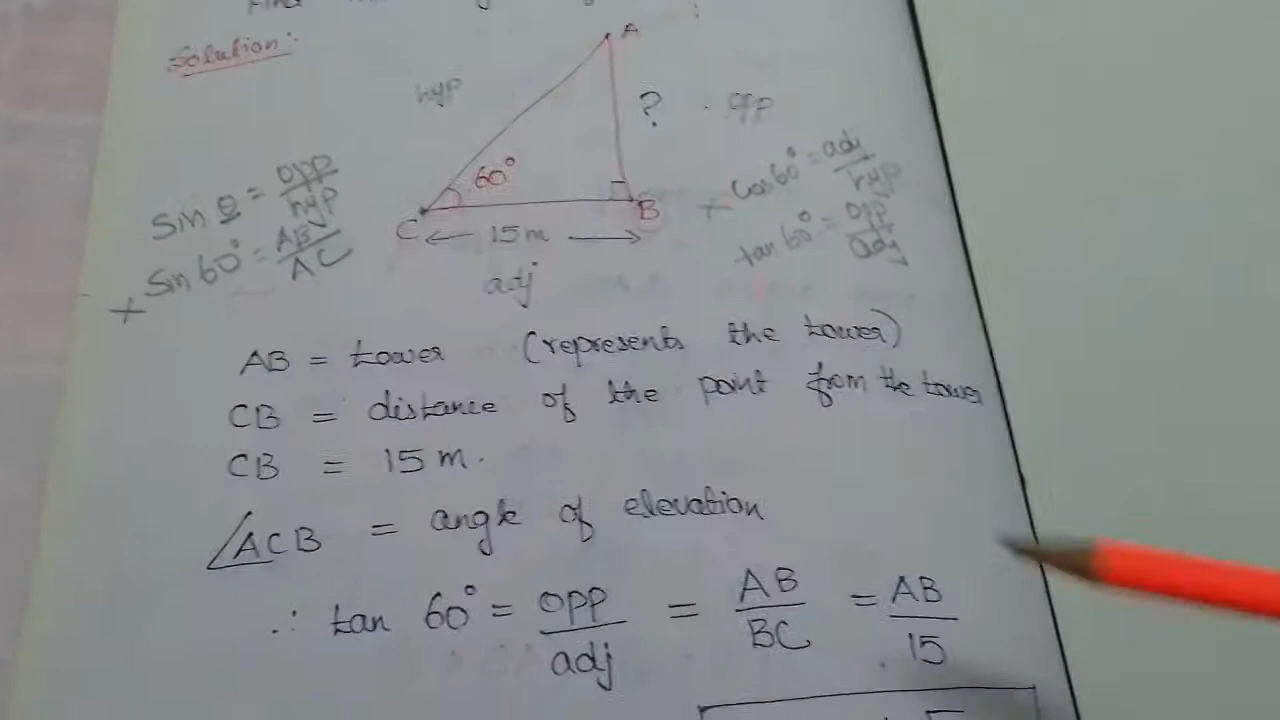 Solution:
A
hyp
? opp
60°
sin θ = opp/hyp
cos 60° = adj/hyp
C B
← 15 m →
sin 60° = AB/AC
tan 60° = opp/adj
adj
AB = tower (represents the tower)
CB = distance of the point from the tower
CB = 15 m.
∠ACB = angle of elevation
∴ tan 60° = opp/adj = AB/BC = AB/15